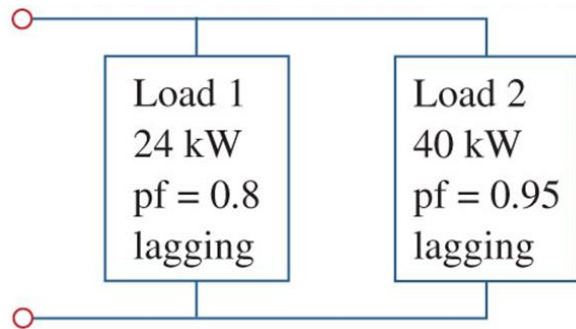 Load 1
24 kW
pf = 0.8
lagging
Load 2
40 kW
pf = 0.95
lagging